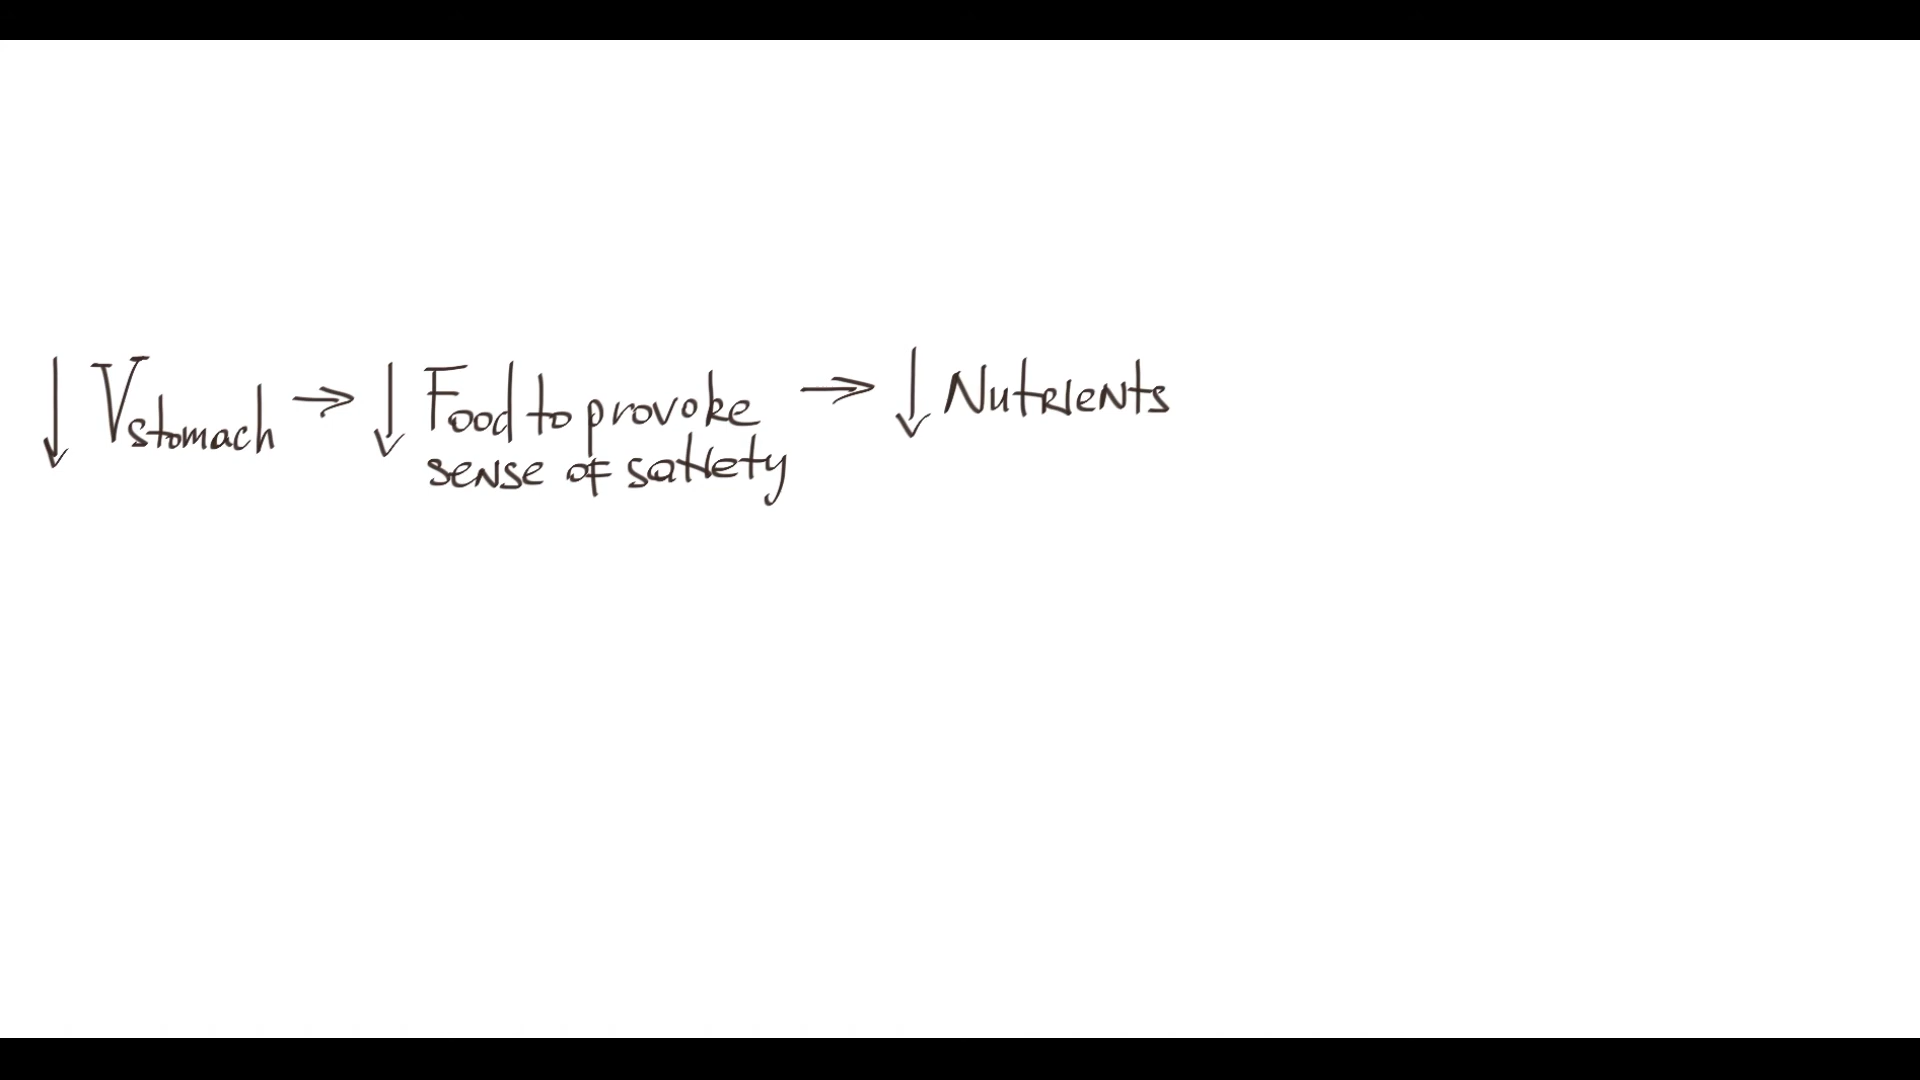 ↓ Vstomach → ↓ Food to provoke → ↓ Nutrients
sense of satiety